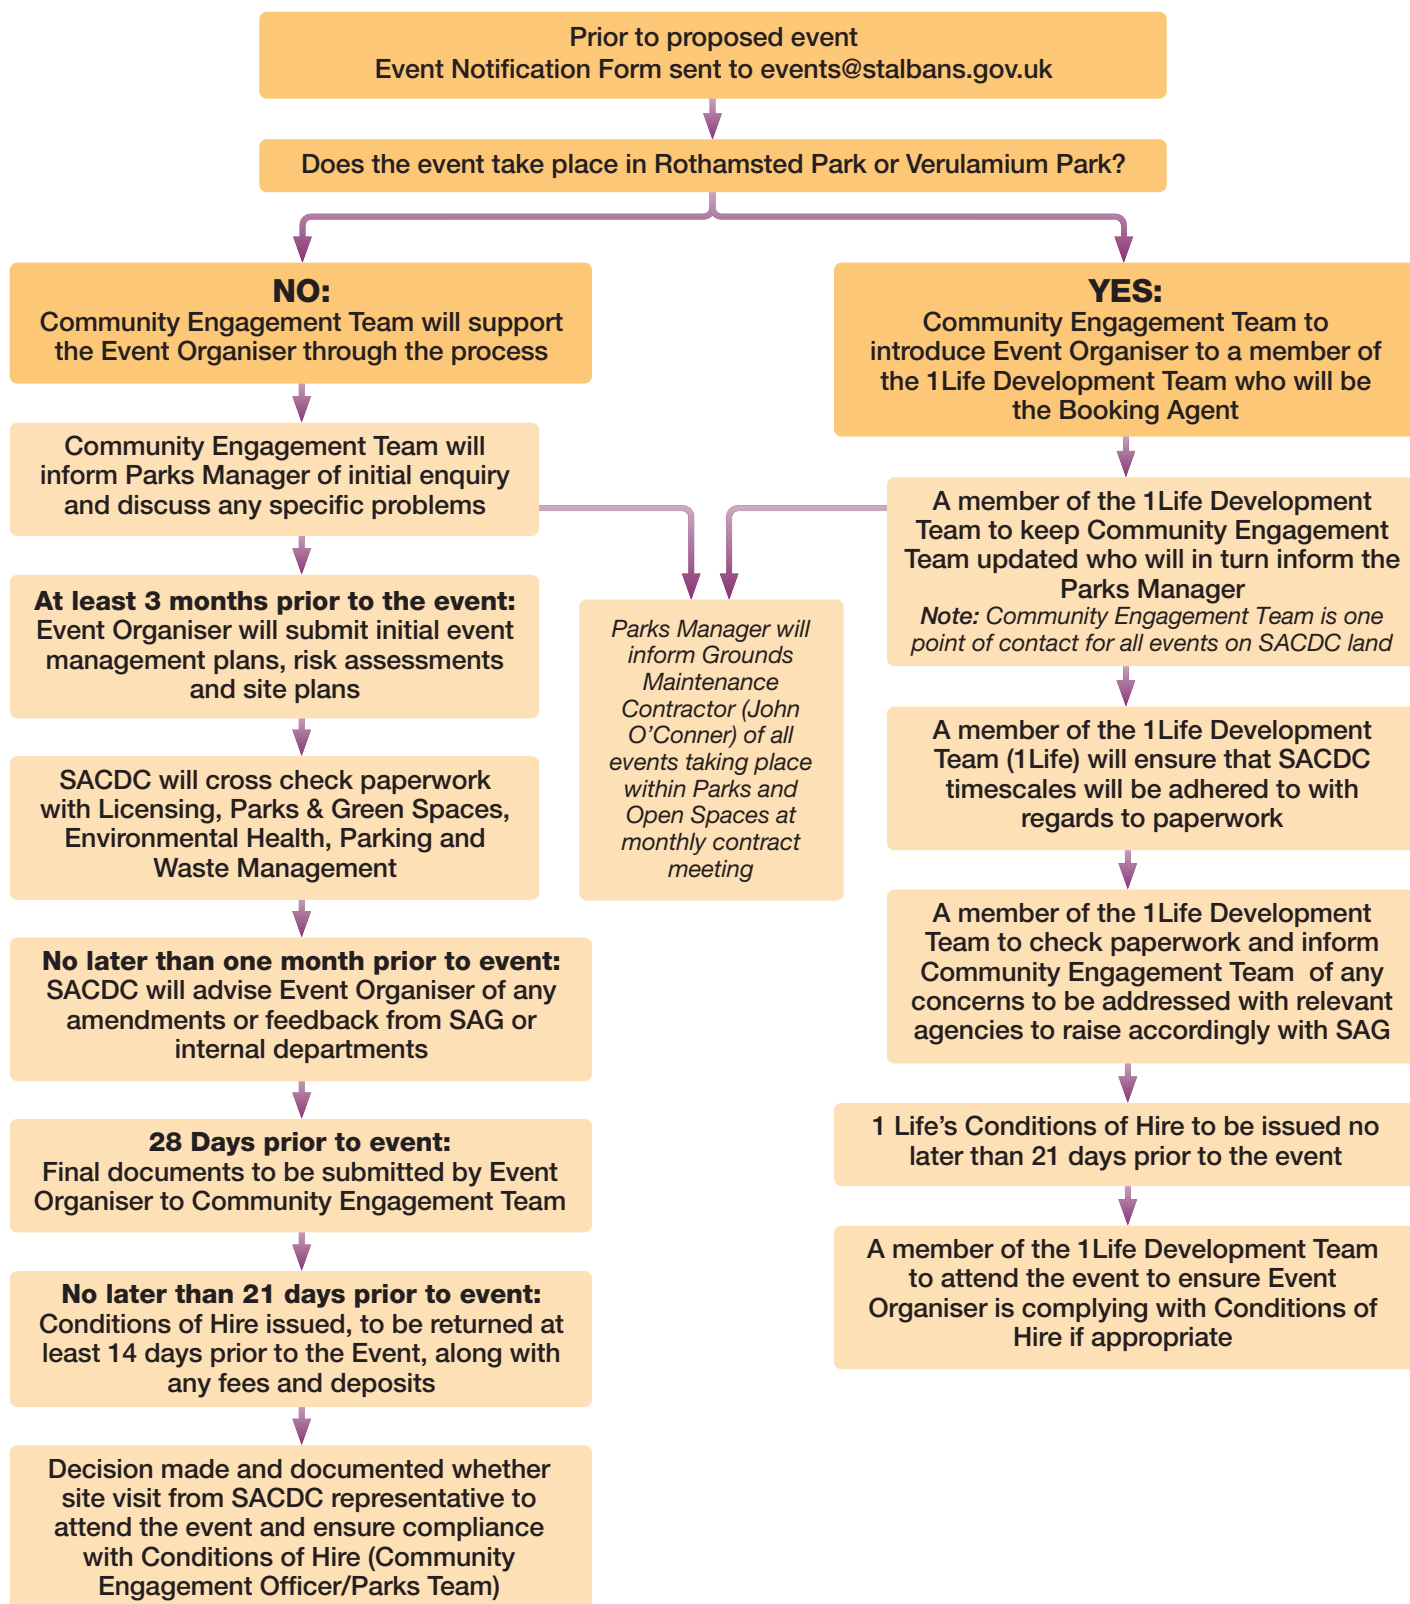 Prior to proposed event
Event Notification Form sent to events@stalbans.gov.uk
Does the event take place in Rothamsted Park or Verulamium Park?
NO:
Community Engagement Team will support
the Event Organiser through the process
Community Engagement Team will
inform Parks Manager of initial enquiry
and discuss any specific problems
At least 3 months prior to the event:
Event Organiser will submit initial event
management plans, risk assessments
and site plans
SACDC will cross check paperwork
with Licensing, Parks & Green Spaces,
Environmental Health, Parking and
Waste Management
No later than one month prior to event:
SACDC will advise Event Organiser of any
amendments or feedback from SAG or
internal departments
28 Days prior to event:
Final documents to be submitted by Event
Organiser to Community Engagement Team
No later than 21 days prior to event:
Conditions of Hire issued, to be returned at
least 14 days prior to the Event, along with
any fees and deposits
Decision made and documented whether
site visit from SACDC representative to
attend the event and ensure compliance
with Conditions of Hire (Community
Engagement Officer/Parks Team)
Parks Manager will
inform Grounds
Maintenance
Contractor (John
O'Conner) of all
events taking place
within Parks and
Open Spaces at
monthly contract
meeting
YES:
Community Engagement Team to
introduce Event Organiser to a member of
the 1Life Development Team who will be
the Booking Agent
A member of the 1Life Development
Team to keep Community Engagement
Team updated who will in turn inform the
Parks Manager
Note: Community Engagement Team is one
point of contact for all events on SACDC land
A member of the 1Life Development
Team (1Life) will ensure that SACDC
timescales will be adhered to with
regards to paperwork
A member of the 1Life Development
Team to check paperwork and inform
Community Engagement Team of any
concerns to be addressed with relevant
agencies to raise accordingly with SAG
1 Life's Conditions of Hire to be issued no
later than 21 days prior to the event
A member of the 1Life Development Team
to attend the event to ensure Event
Organiser is complying with Conditions of
Hire if appropriate